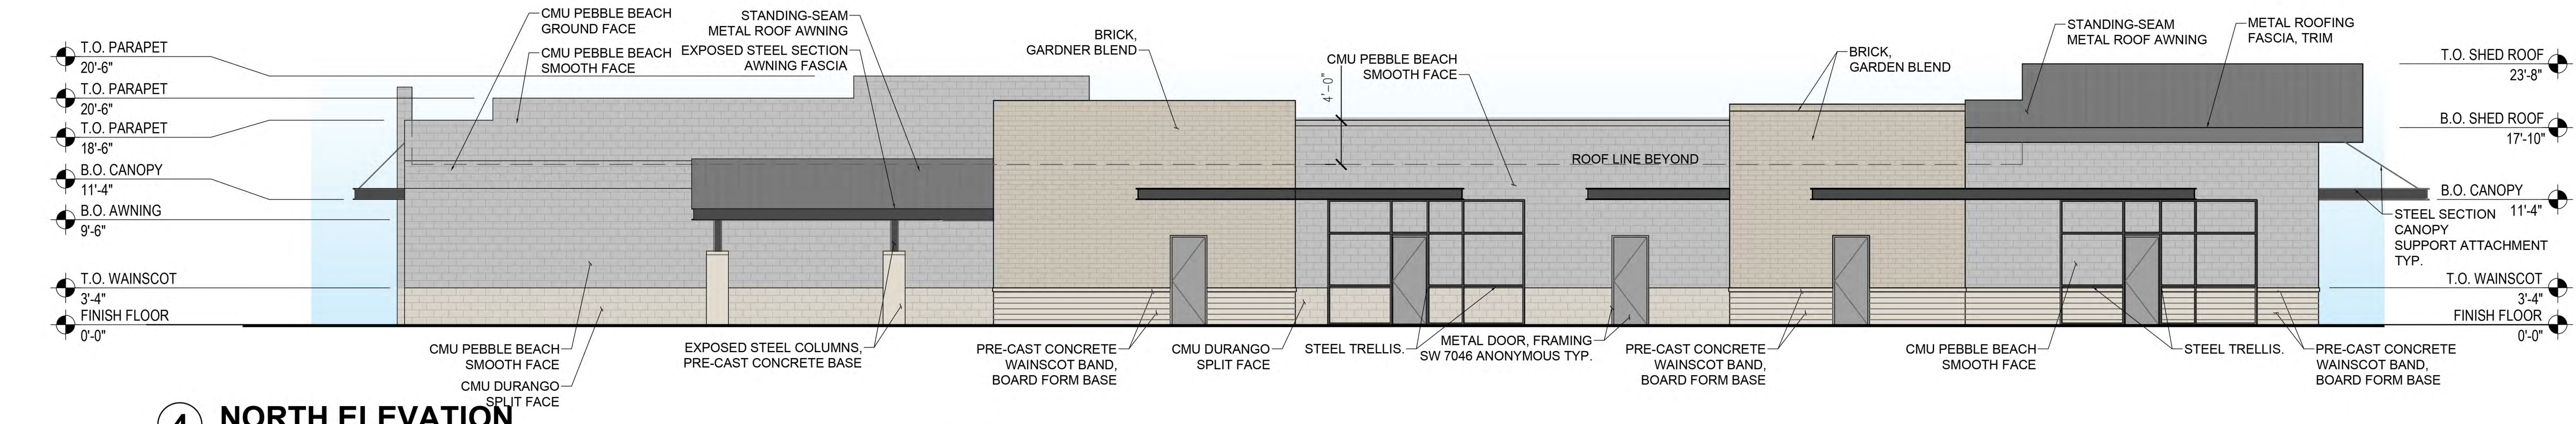 T.O. PARAPET
20'-6"
T.O. PARAPET
20'-6"
T.O. PARAPET
18'-6"
B.O. CANOPY
11'-4"
B.O. AWNING
9'-6"
T.O. WAINSCOT
3'-4"
FINISH FLOOR
0'-0"
CMU PEBBLE BEACH
GROUND FACE
CMU PEBBLE BEACH
SMOOTH FACE
STANDING-SEAM
METAL ROOF AWNING
EXPOSED STEEL SECTION
AWNING FASCIA
BRICK,
GARDNER BLEND
CMU PEBBLE BEACH
SMOOTH FACE
4'-0"
ROOF LINE BEYOND
BRICK,
GARDEN BLEND
STANDING-SEAM
METAL ROOF AWNING
METAL ROOFING
FASCIA, TRIM
T.O. SHED ROOF
23'-8"
B.O. SHED ROOF
17'-10"
B.O. CANOPY
11'-4"
STEEL SECTION
CANOPY
SUPPORT ATTACHMENT
TYP.
T.O. WAINSCOT
3'-4"
FINISH FLOOR
0'-0"
CMU PEBBLE BEACH
SMOOTH FACE
CMU DURANGO
SPLIT FACE
EXPOSED STEEL COLUMNS,
PRE-CAST CONCRETE BASE
PRE-CAST CONCRETE
WAINSCOT BAND,
BOARD FORM BASE
CMU DURANGO
SPLIT FACE
STEEL TRELLIS.
METAL DOOR, FRAMING
SW 7046 ANONYMOUS TYP.
PRE-CAST CONCRETE
WAINSCOT BAND,
BOARD FORM BASE
CMU PEBBLE BEACH
SMOOTH FACE
STEEL TRELLIS.
PRE-CAST CONCRETE
WAINSCOT BAND,
BOARD FORM BASE
4 NORTH ELEVATION